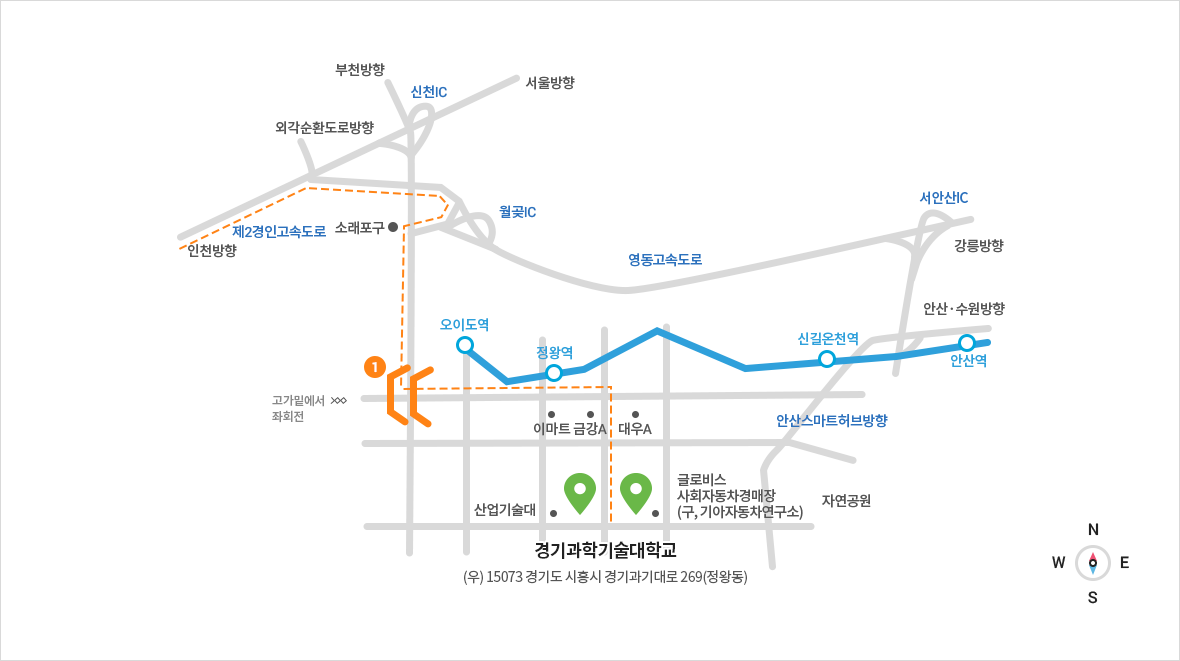 부천방향
서울방향
신천IC
외각순환도로방향
서안산IC
월곶IC
제2경인고속도로
소래포구
인천방향
강릉방향
영동고속도로
안산·수원방향
오이도역
신길온천역
정왕역
안산역
1
고가밑에서
좌회전
안산스마트허브방향
이마트 금강A 대우A
글로비스
사회자동차경매장
(구, 기아자동차연구소)
자연공원
산업기술대
경기과학기술대학교
(우) 15073 경기도 시흥시 경기과기대로 269(정왕동)
N
W E
S